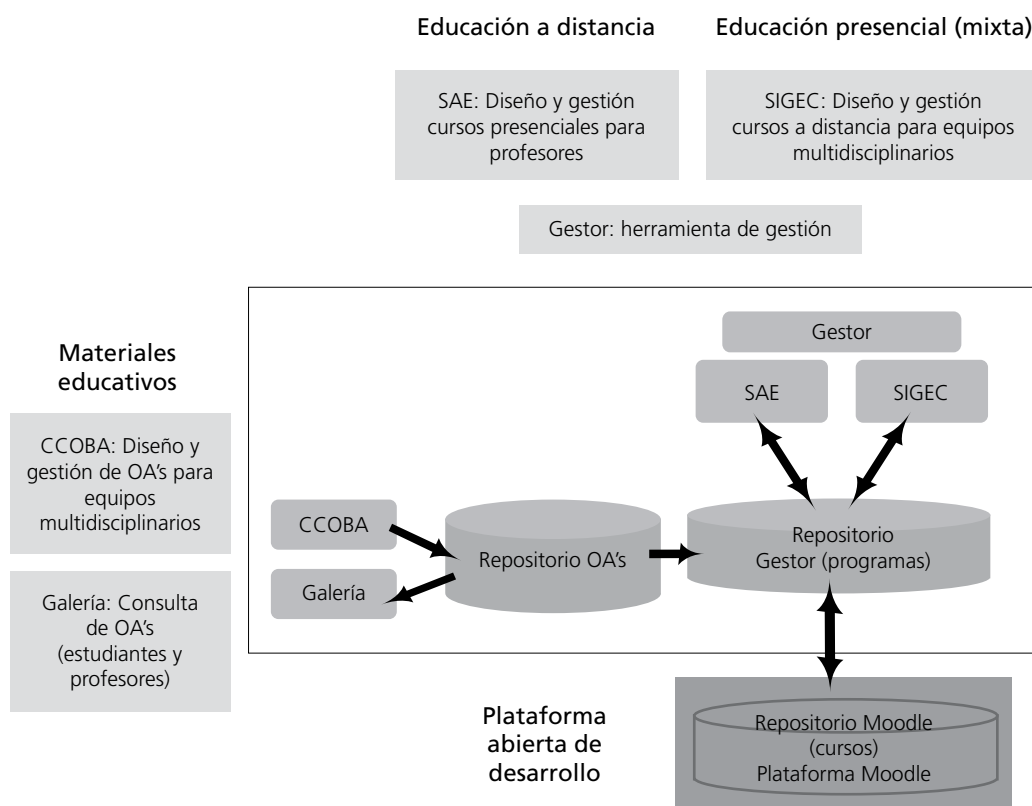 Educación a distancia
Educación presencial (mixta)
SAE: Diseño y gestión
cursos presenciales para
profesores
SIGEC: Diseño y gestión
cursos a distancia para equipos
multidisciplinarios
Gestor: herramienta de gestión
Materiales
educativos
CCOBA: Diseño y
gestión de OA's para
equipos
multidisciplinarios
Galería: Consulta
de OA's
(estudiantes y
profesores)
Gestor
SAE
SIGEC
CCOBA
Galería
Repositorio OA's
Repositorio
Gestor (programas)
Plataforma
abierta de
desarrollo
Repositorio Moodle
(cursos)
Plataforma Moodle